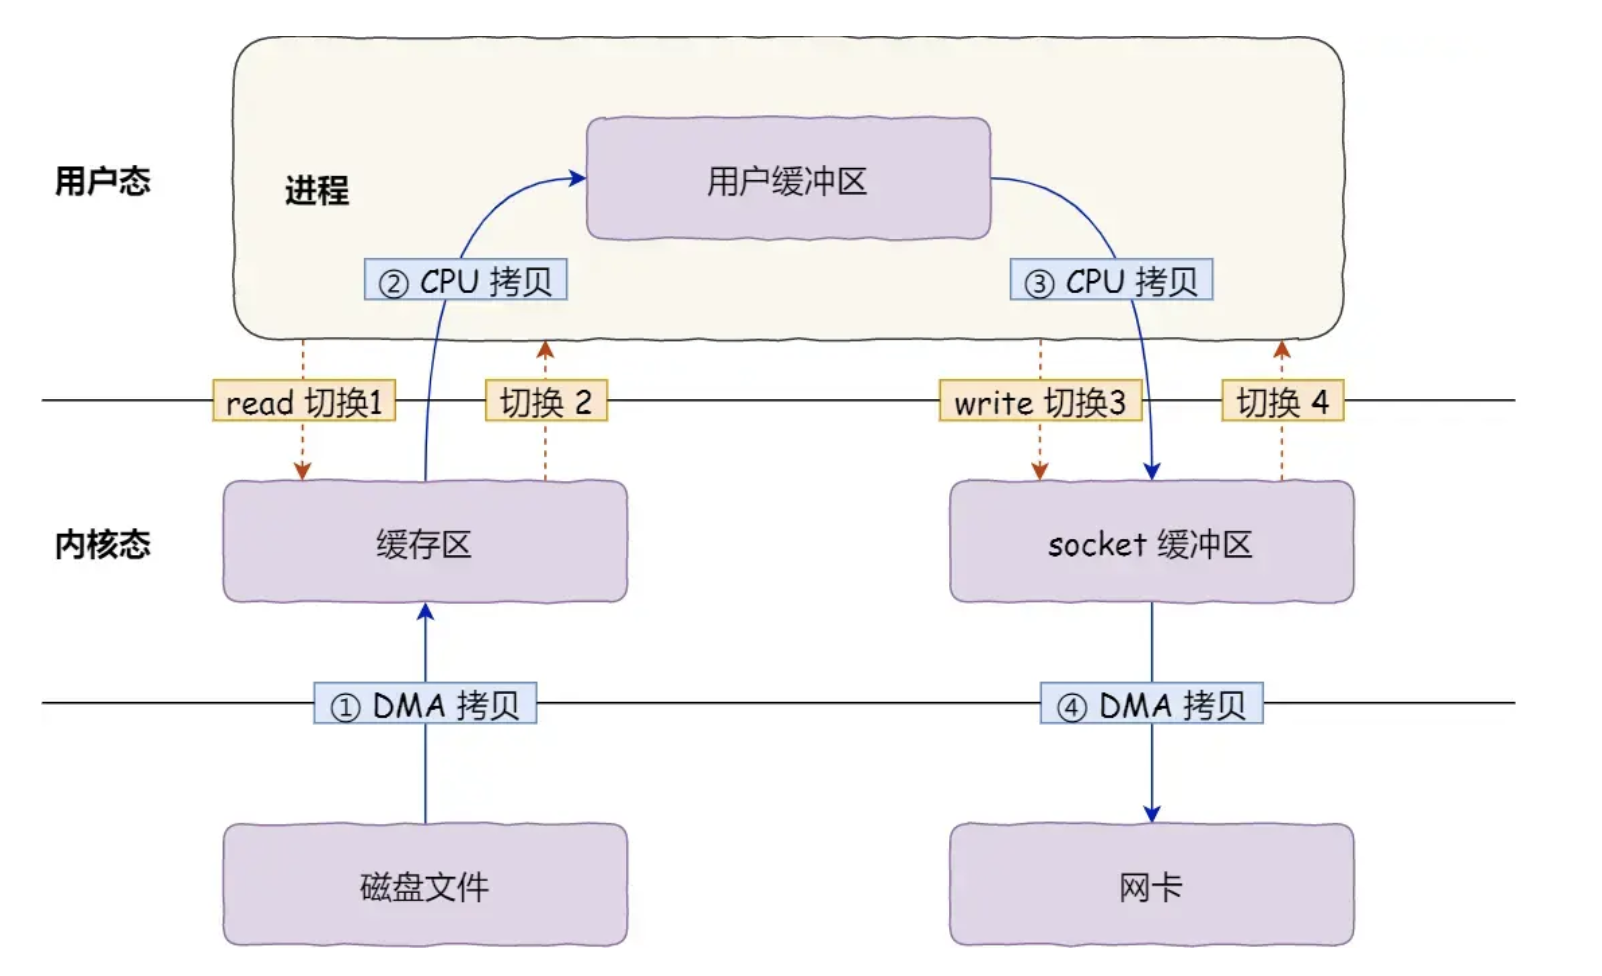 用户态
进程
用户缓冲区
② CPU 拷贝
③ CPU 拷贝
read 切换1
切换 2
write 切换3
切换 4
内核态
缓存区
socket 缓冲区
① DMA 拷贝
④ DMA 拷贝
磁盘文件
网卡